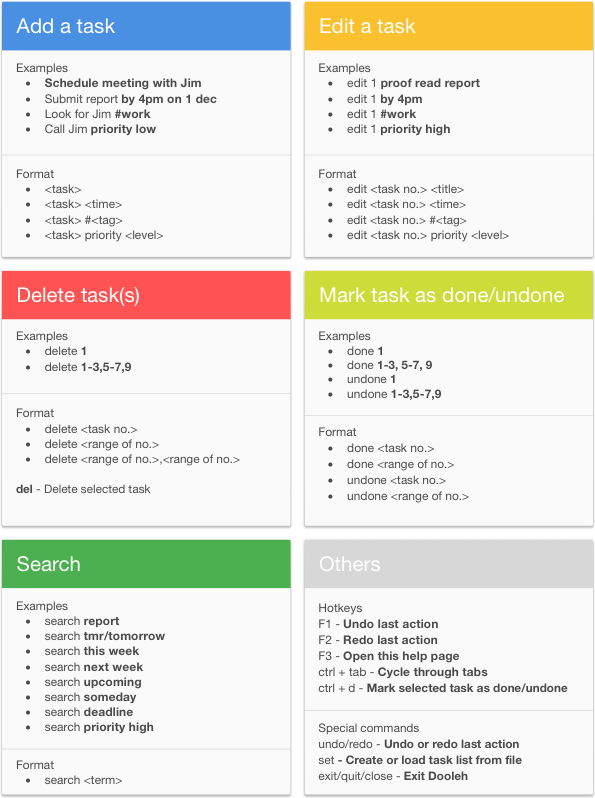 Add a task
Examples
• Schedule meeting with Jim
• Submit report by 4pm on 1 dec
• Look for Jim #work
• Call Jim priority low
Format
• <task>
• <task> <time>
• <task> #<tag>
• <task> priority <level>
Edit a task
Examples
• edit 1 proof read report
• edit 1 by 4pm
• edit 1 #work
• edit 1 priority high
Format
• edit <task no.> <title>
• edit <task no.> <time>
• edit <task no.> #<tag>
• edit <task no.> priority <level>
Delete task(s)
Examples
• delete 1
• delete 1-3,5-7,9
Format
• delete <task no.>
• delete <range of no.>
• delete <range of no.>,<range of no.>
del - Delete selected task
Mark task as done/undone
Examples
• done 1
• done 1-3, 5-7, 9
• undone 1
• undone 1-3,5-7,9
Format
• done <task no.>
• done <range of no.>
• undone <task no.>
• undone <range of no.>
Search
Examples
• search report
• search tmr/tomorrow
• search this week
• search next week
• search upcoming
• search someday
• search deadline
• search priority high
Format
• search <term>
Others
Hotkeys
F1 - Undo last action
F2 - Redo last action
F3 - Open this help page
ctrl + tab - Cycle through tabs
ctrl + d - Mark selected task as done/undone
Special commands
undo/redo - Undo or redo last action
set - Create or load task list from file
exit/quit/close - Exit Dooleh